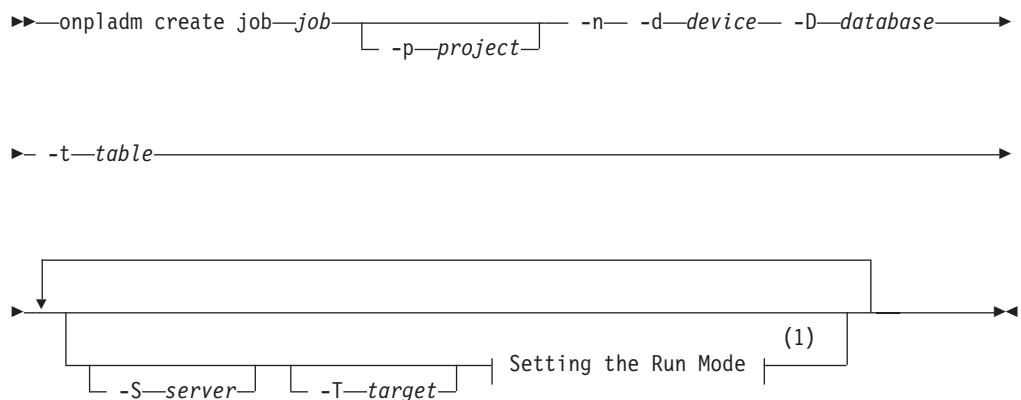 onpladm create job job -n -d device -D database
-p project
-t table
(1)
Setting the Run Mode
-S server -T target